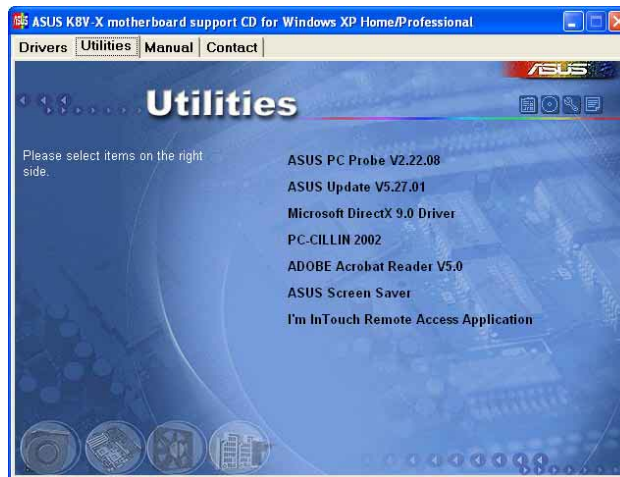 ASUS K8V-X motherboard support CD for Windows XP Home/Professional
Drivers Utilities Manual Contact
ASUS
Utilities
Please select items on the right
side.
ASUS PC Probe V2.22.08
ASUS Update V5.27.01
Microsoft DirectX 9.0 Driver
PC-CILLIN 2002
ADOBE Acrobat Reader V5.0
ASUS Screen Saver
I'm InTouch Remote Access Application